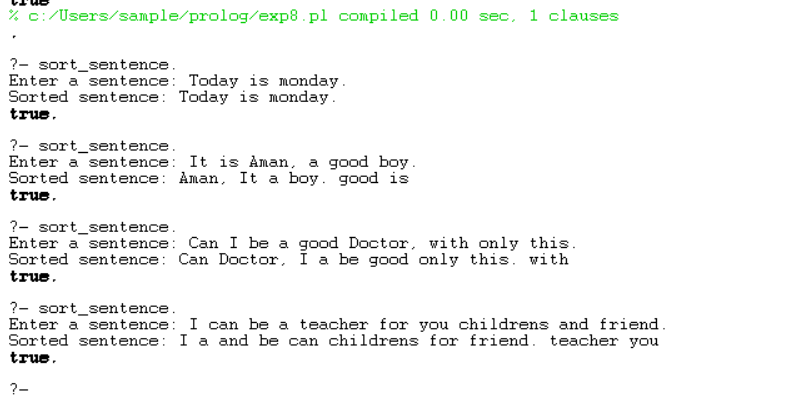 true
% c:/Users/sample/prolog/exp8.pl compiled 0.00 sec, 1 clauses
.
?- sort_sentence.
Enter a sentence: Today is monday.
Sorted sentence: Today is monday.
true.
?- sort_sentence.
Enter a sentence: It is Aman, a good boy.
Sorted sentence: Aman, It a boy. good is
true.
?- sort_sentence.
Enter a sentence: Can I be a good Doctor, with only this.
Sorted sentence: Can Doctor, I a be good only this. with
true.
?- sort_sentence.
Enter a sentence: I can be a teacher for you childrens and friend.
Sorted sentence: I a and be can childrens for friend. teacher you
true.
?-